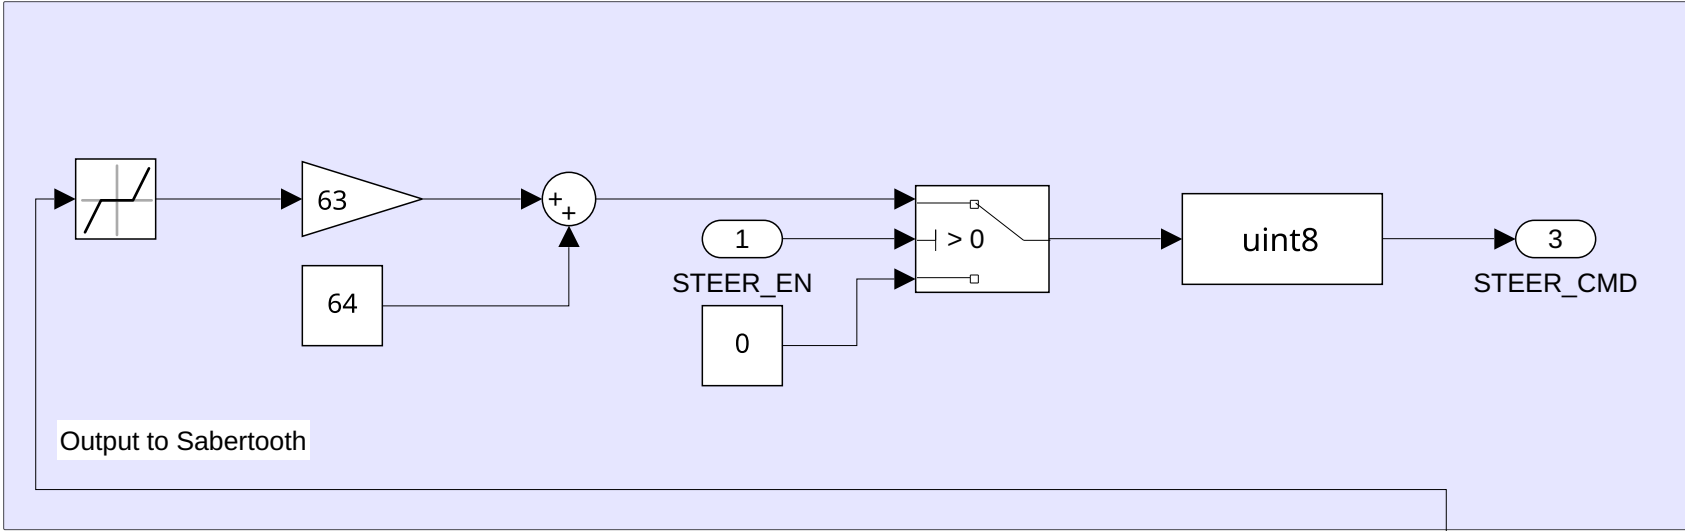 63
+
+
64
1
STEER_EN
> 0
0
uint8
3
STEER_CMD
Output to Sabertooth